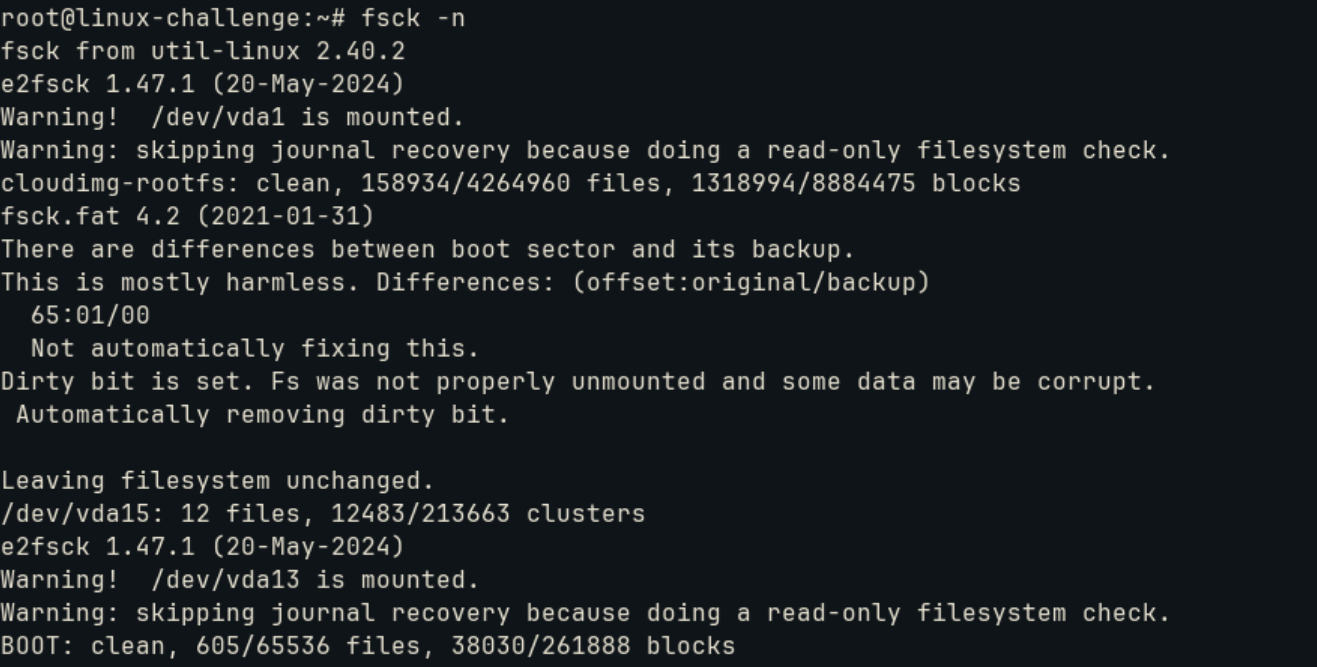 root@linux-challenge:~# fsck -n
fsck from util-linux 2.40.2
e2fsck 1.47.1 (20-May-2024)
Warning!  /dev/vda1 is mounted.
Warning: skipping journal recovery because doing a read-only filesystem check.
cloudimg-rootfs: clean, 158934/4264960 files, 1318994/8884475 blocks
fsck.fat 4.2 (2021-01-31)
There are differences between boot sector and its backup.
This is mostly harmless. Differences: (offset:original/backup)
  65:01/00
  Not automatically fixing this.
Dirty bit is set. Fs was not properly unmounted and some data may be corrupt.
 Automatically removing dirty bit.

Leaving filesystem unchanged.
/dev/vda15: 12 files, 12483/213663 clusters
e2fsck 1.47.1 (20-May-2024)
Warning!  /dev/vda13 is mounted.
Warning: skipping journal recovery because doing a read-only filesystem check.
BOOT: clean, 605/65536 files, 38030/261888 blocks